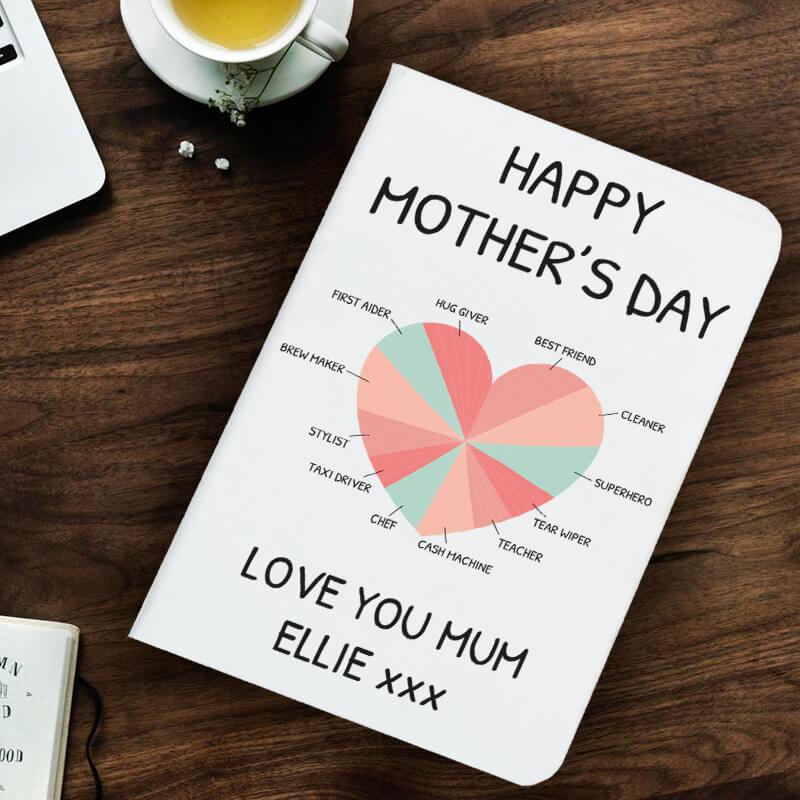 HAPPY
MOTHER'S DAY
FIRST AIDER
HUG GIVER
BEST FRIEND
BREW MAKER
CLEANER
STYLIST
SUPERHERO
TAXI DRIVER
TEAR WIPER
CHEF
TEACHER
CASH MACHINE
LOVE YOU MUM
ELLIE xxx